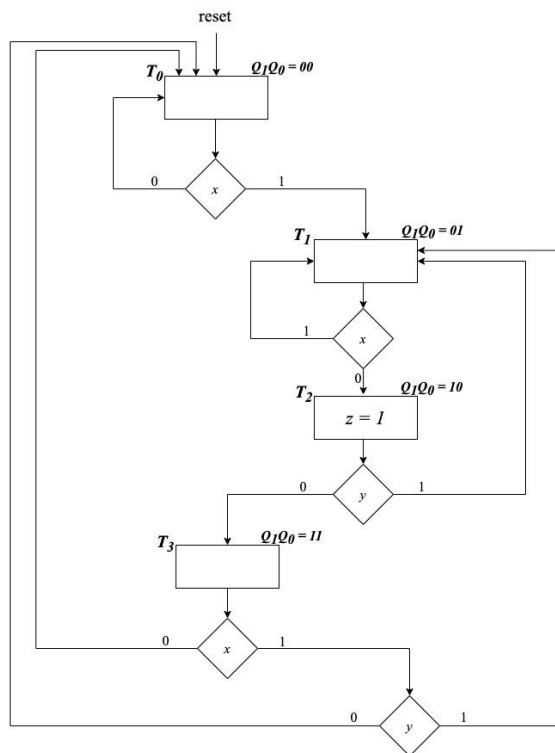 reset
T0 Q1Q0 = 00
0 x 1
T1 Q1Q0 = 01
1 x
0
T2 Q1Q0 = 10
z = 1
0 y 1
T3 Q1Q0 = 11
0 x 1
0 y 1